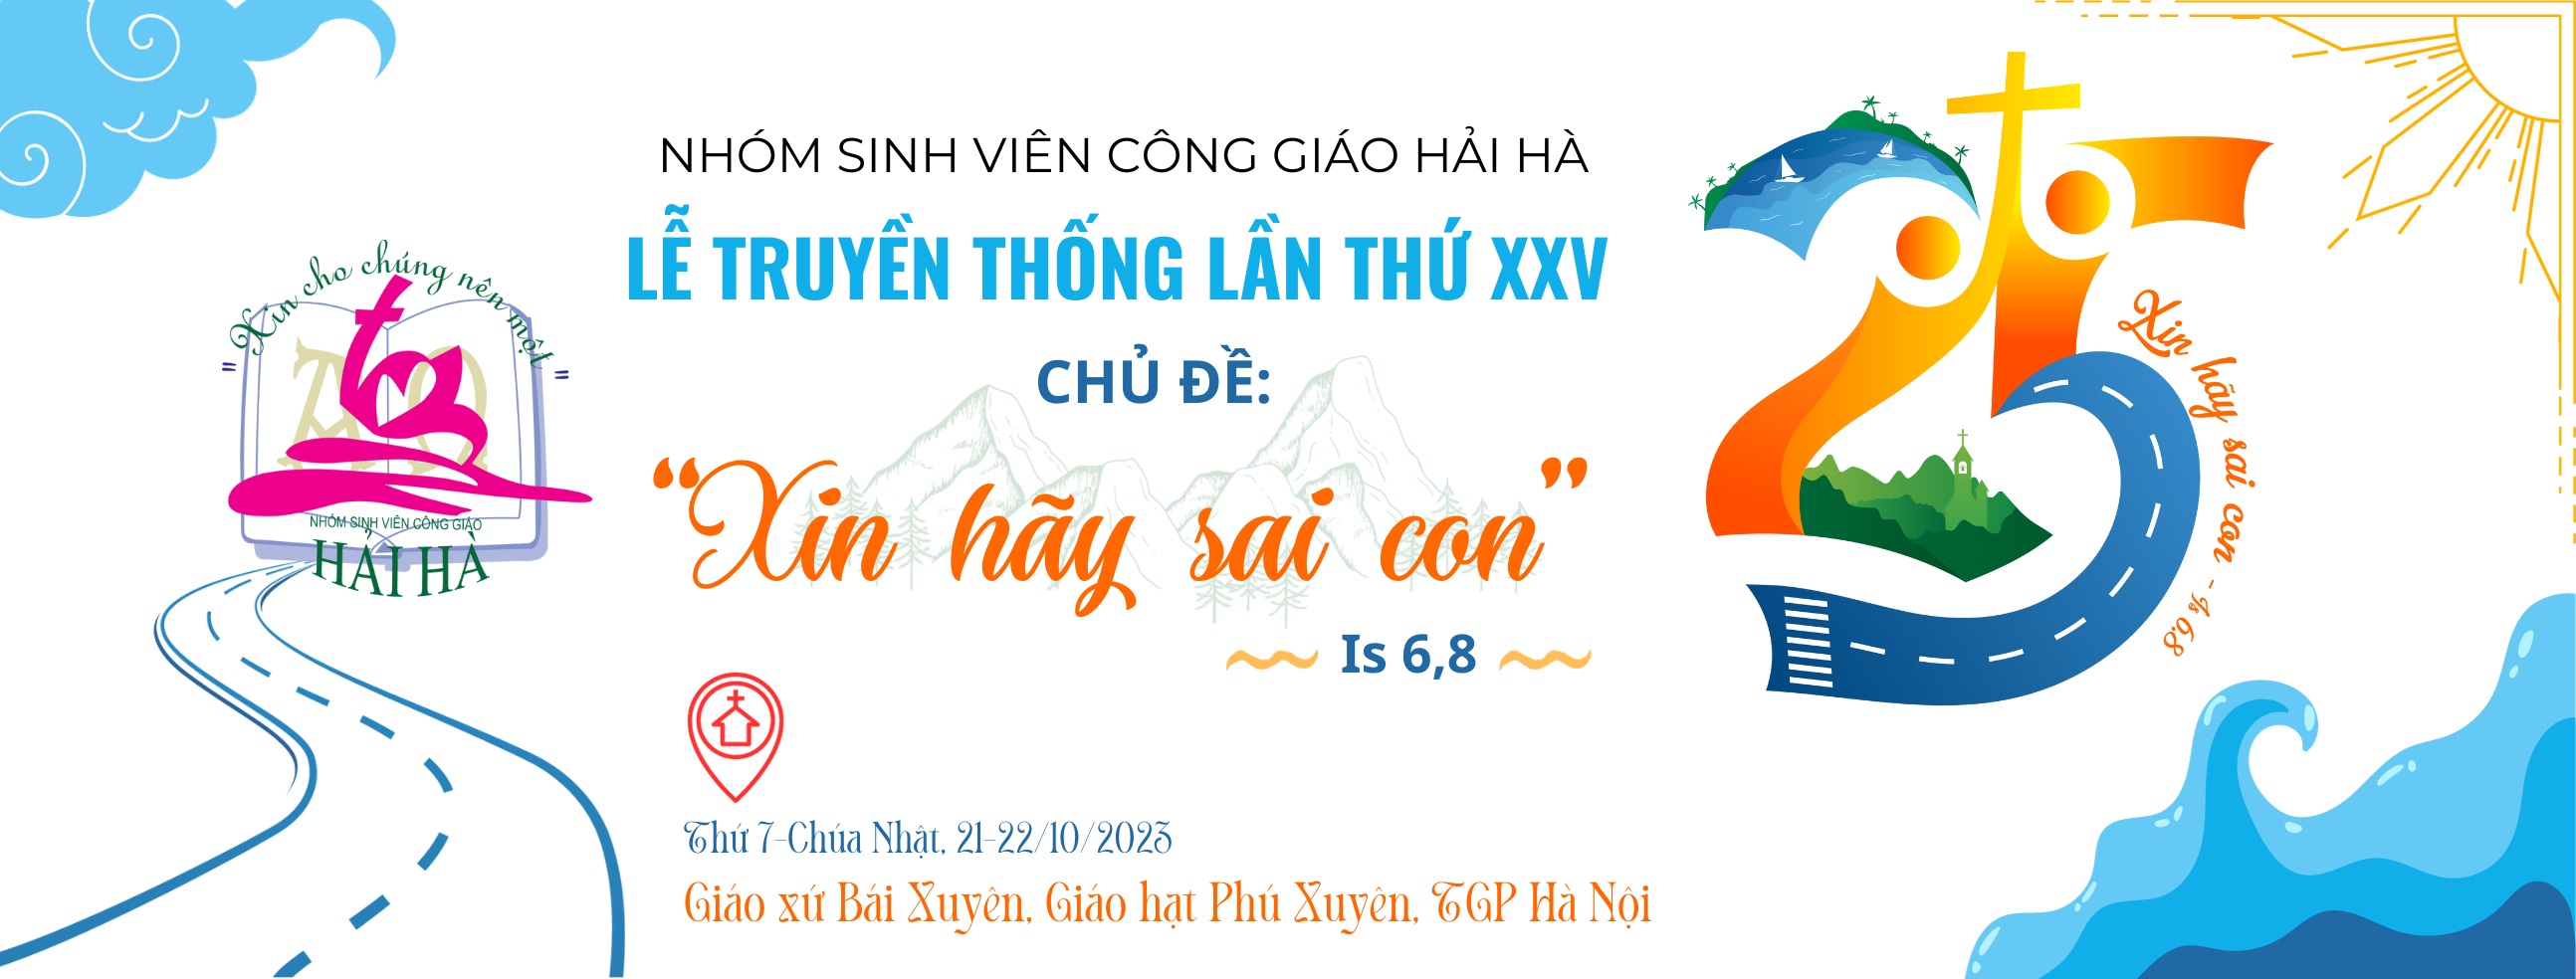 NHÓM SINH VIÊN CÔNG GIÁO HẢI HÀ
LỄ TRUYỀN THỐNG LẦN THỨ XXV
CHỦ ĐỀ:
“Xin hãy sai con”
Is 6,8
Thứ 7-Chúa Nhật, 21-22/10/2023
Giáo xứ Bái Xuyên, Giáo hạt Phú Xuyên, TGP Hà Nội
"Xin cho chúng nên một"
A Ω
NHÓM SINH VIÊN CÔNG GIÁO
HẢI HÀ
25
Xin hãy sai con - Is 6,8